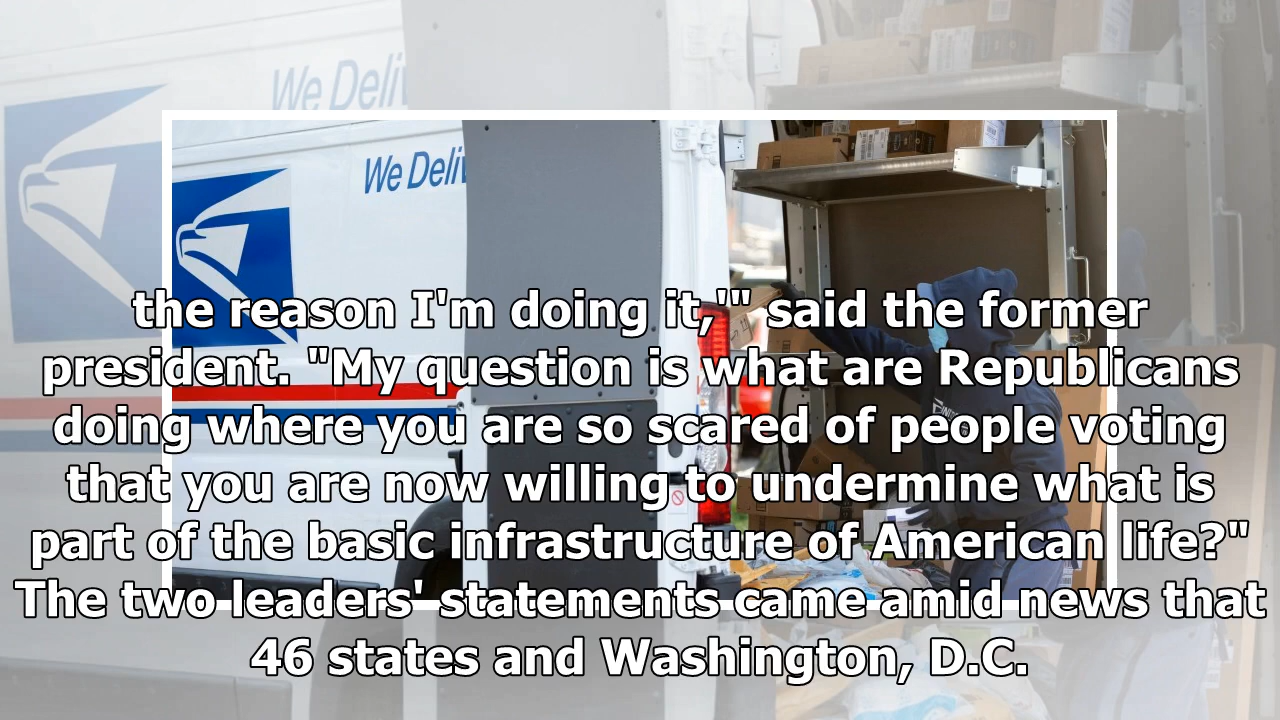 We Deli
We Deliv
the reason I'm doing it,'" said the former
president. "My question is what are Republicans
doing where you are so scared of people voting
that you are now willing to undermine what is
part of the basic infrastructure of American life?"
The two leaders' statements came amid news that
46 states and Washington, D.C.